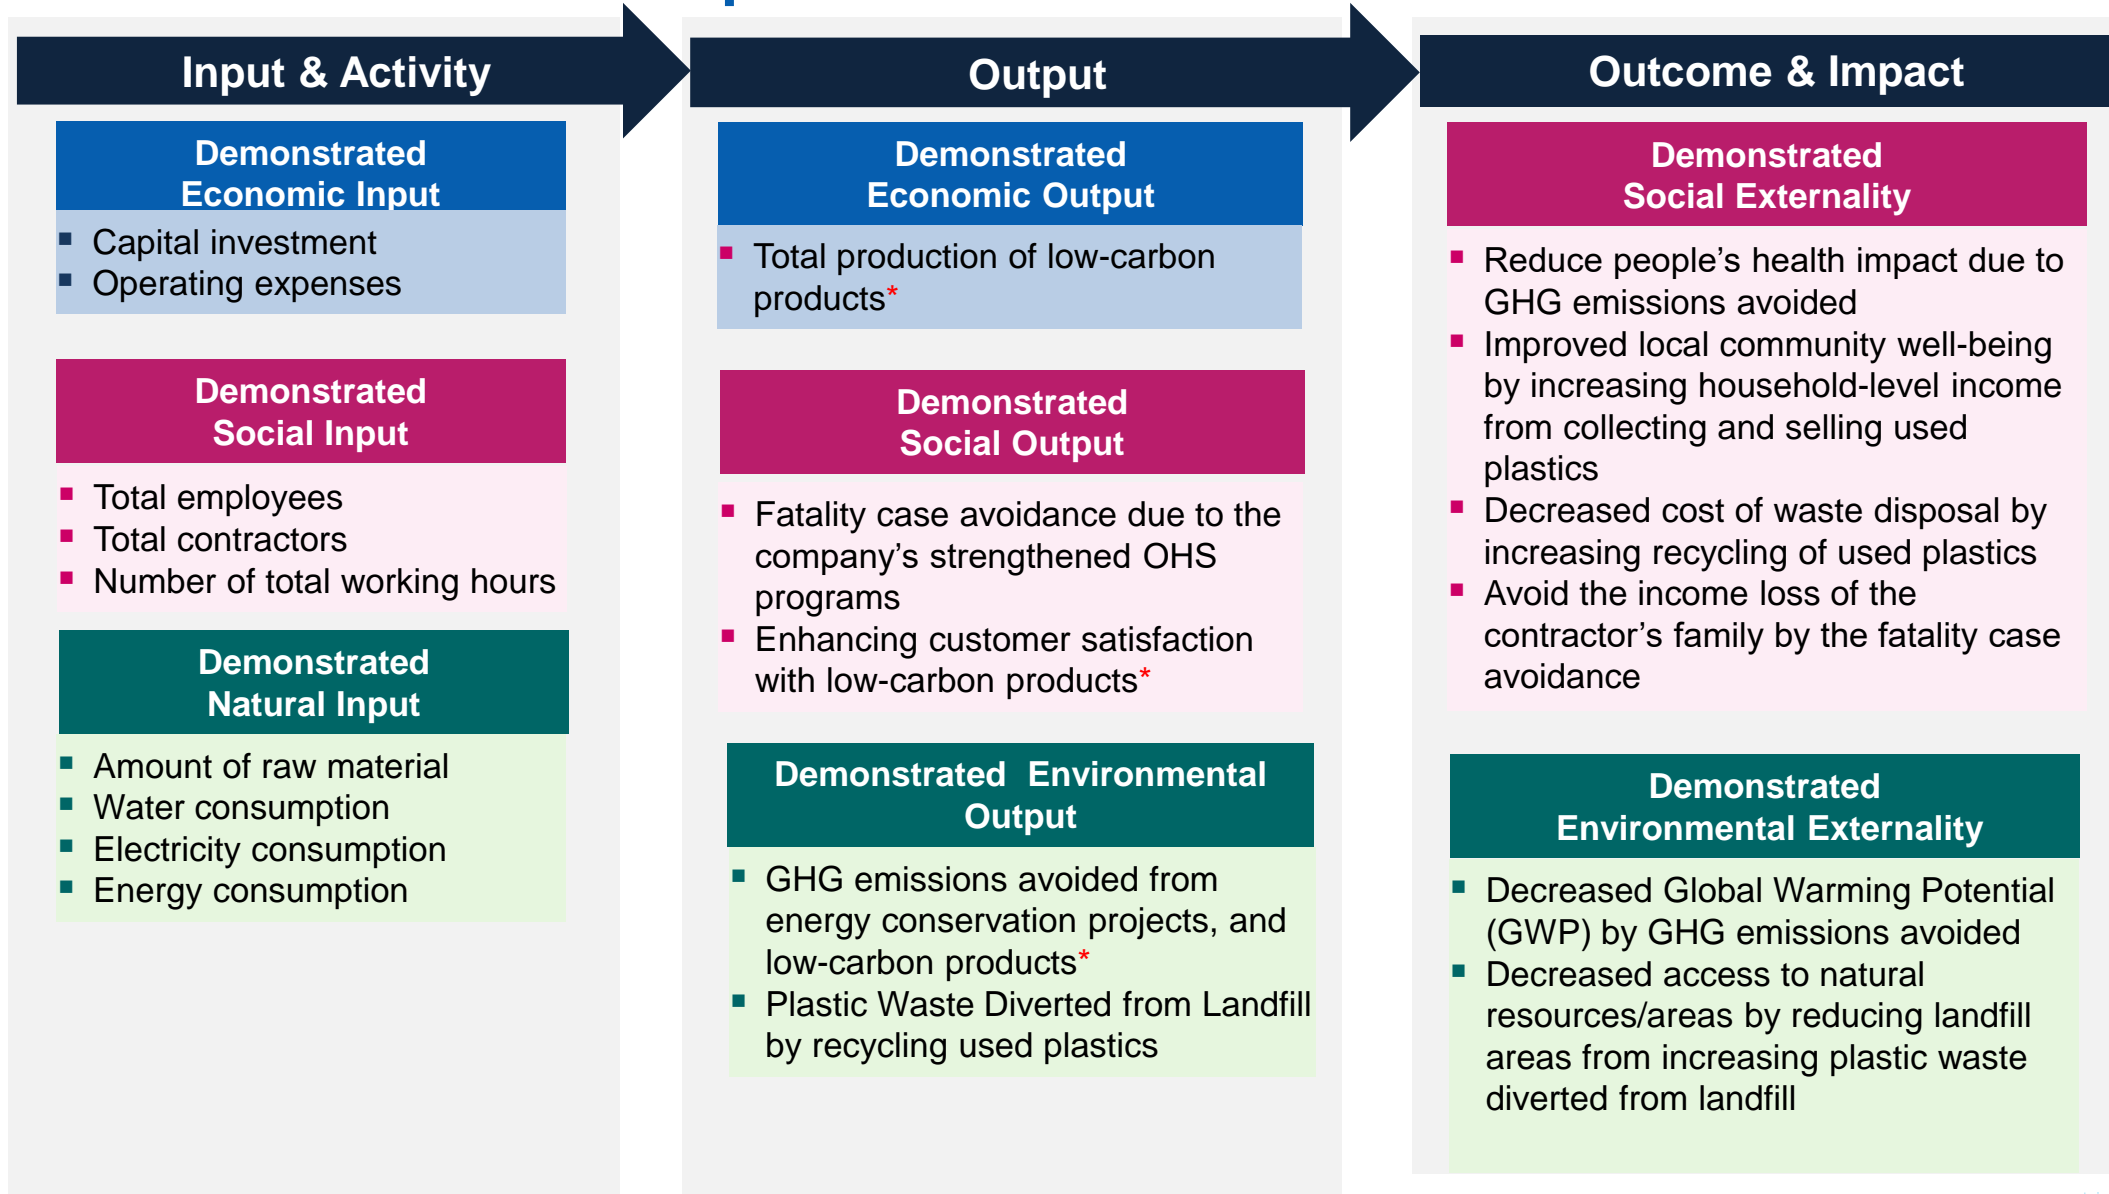 Input & Activity
Demonstrated
Economic Input
Capital investment
Operating expenses
Demonstrated
Social Input
Total employees
Total contractors
Number of total working hours
Demonstrated
Natural Input
Amount of raw material
Water consumption
Electricity consumption
Energy consumption
Output
Demonstrated
Economic Output
Total production of low-carbon
products*
Demonstrated
Social Output
Fatality case avoidance due to the
company’s strengthened OHS
programs
Enhancing customer satisfaction
with low-carbon products*
Demonstrated Environmental
Output
GHG emissions avoided from
energy conservation projects, and
low-carbon products*
Plastic Waste Diverted from Landfill
by recycling used plastics
Outcome & Impact
Demonstrated
Social Externality
Reduce people’s health impact due to
GHG emissions avoided
Improved local community well-being
by increasing household-level income
from collecting and selling used
plastics
Decreased cost of waste disposal by
increasing recycling of used plastics
Avoid the income loss of the
contractor’s family by the fatality case
avoidance
Demonstrated
Environmental Externality
Decreased Global Warming Potential
(GWP) by GHG emissions avoided
Decreased access to natural
resources/areas by reducing landfill
areas from increasing plastic waste
diverted from landfill